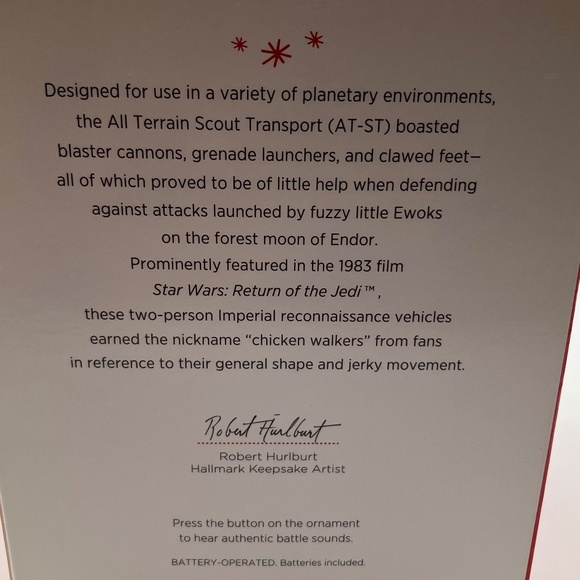 Designed for use in a variety of planetary environments,
the All Terrain Scout Transport (AT-ST) boasted
blaster cannons, grenade launchers, and clawed feet—
all of which proved to be of little help when defending
against attacks launched by fuzzy little Ewoks
on the forest moon of Endor.
Prominently featured in the 1983 film
Star Wars: Return of the Jedi™,
these two-person Imperial reconnaissance vehicles
earned the nickname “chicken walkers” from fans
in reference to their general shape and jerky movement.
Robert Hurlburt
Robert Hurlburt
Hallmark Keepsake Artist
Press the button on the ornament
to hear authentic battle sounds.
BATTERY-OPERATED. Batteries included.